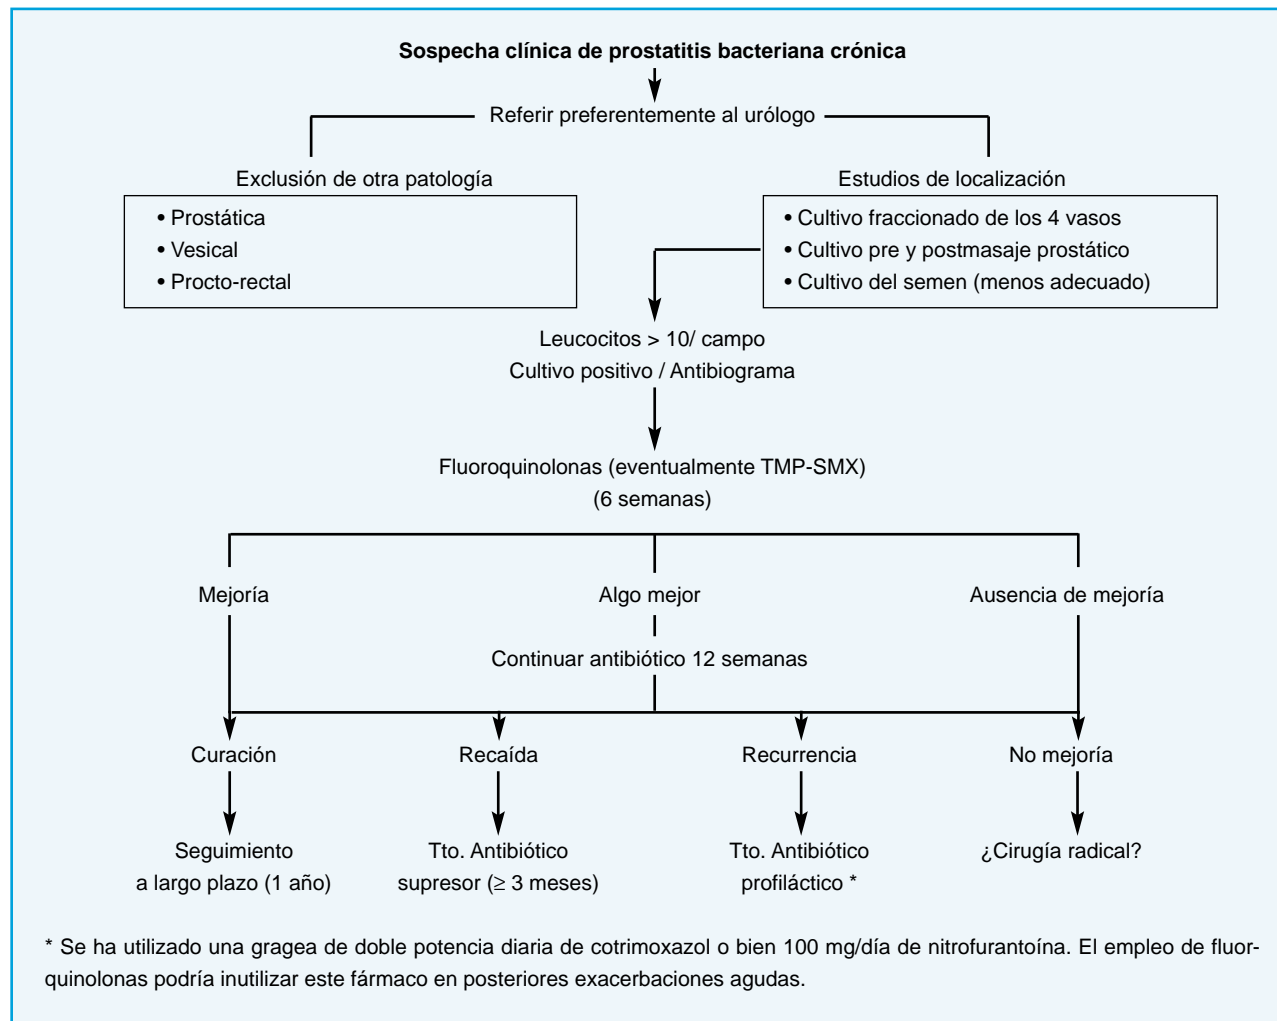 Sospecha clínica de prostatitis bacteriana crónica
Referir preferentemente al urólogo
Exclusión de otra patología
• Prostática
• Vesical
• Procto-rectal
Estudios de localización
• Cultivo fraccionado de los 4 vasos
• Cultivo pre y postmasaje prostático
• Cultivo del semen (menos adecuado)
Leucocitos > 10/ campo
Cultivo positivo / Antibiograma
Fluoroquinolonas (eventualmente TMP-SMX)
(6 semanas)
Mejoría
Algo mejor
Ausencia de mejoría
Continuar antibiótico 12 semanas
Curación
Recaída
Recurrencia
No mejoría
Seguimiento
a largo plazo (1 año)
Tto. Antibiótico
supresor (≥ 3 meses)
Tto. Antibiótico
profiláctico *
¿Cirugía radical?
* Se ha utilizado una gragea de doble potencia diaria de cotrimoxazol o bien 100 mg/día de nitrofurantoína. El empleo de fluor-
quinolonas podría inutilizar este fármaco en posteriores exacerbaciones agudas.